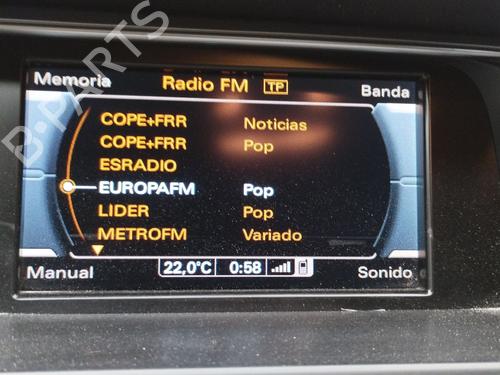 B-PARTS
Memoria Radio FM TP Banda
COPE+FRR Noticias
COPE+FRR Pop
ESRADIO
EUROPAFM Pop
LIDER Pop
METROFM Variado
Manual 22,0°C 0:58 Sonido